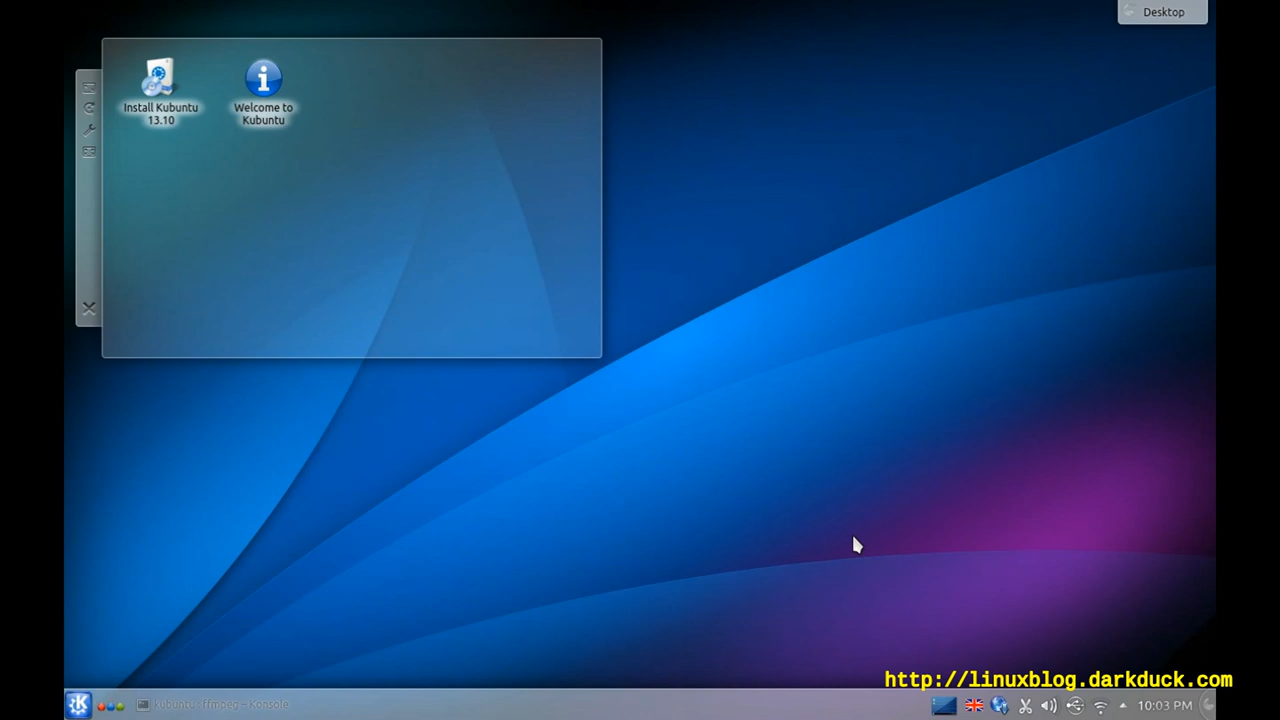 Desktop
Install Kubuntu
13.10
Welcome to
Kubuntu
http://linuxblog.darkduck.com
kubuntu : ffmpeg – Konsole
10:03 PM